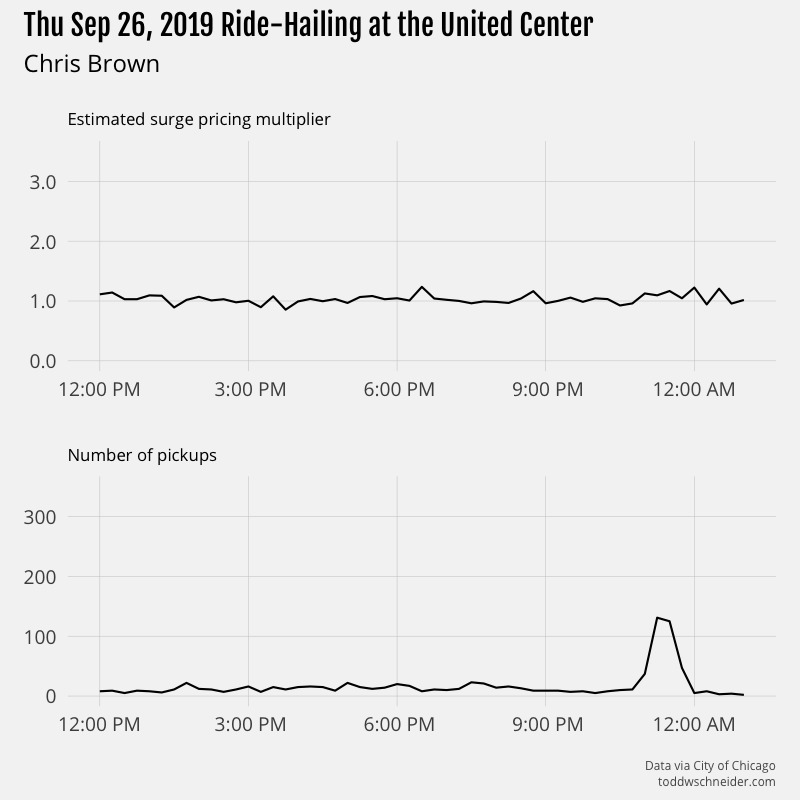 Thu Sep 26, 2019 Ride-Hailing at the United Center
Chris Brown
Estimated surge pricing multiplier
3.0
2.0
1.0
0.0
12:00 PM 3:00 PM 6:00 PM 9:00 PM 12:00 AM
Number of pickups
300
200
100
0
12:00 PM 3:00 PM 6:00 PM 9:00 PM 12:00 AM
Data via City of Chicago
toddwschneider.com